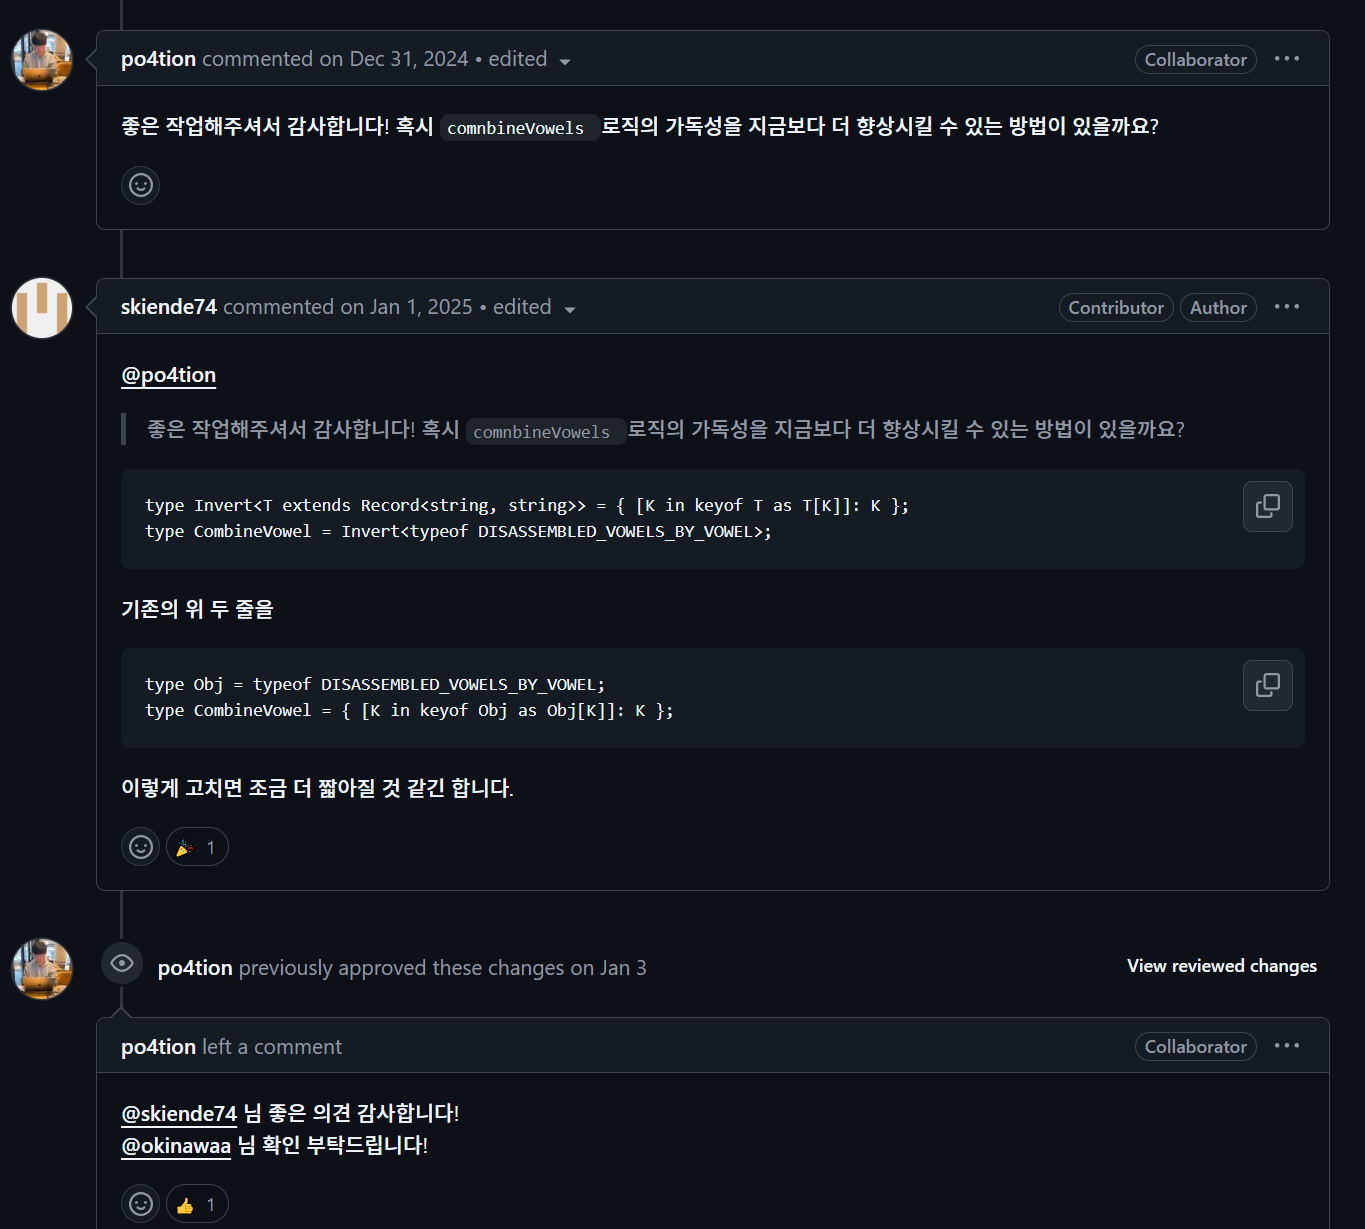 po4tion commented on Dec 31, 2024 • edited
Collaborator
좋은 작업해주셔서 감사합니다! 혹시 comnbineVowels 로직의 가독성을 지금보다 더 향상시킬 수 있는 방법이 있을까요?
skiende74 commented on Jan 1, 2025 • edited
Contributor Author
@po4tion
좋은 작업해주셔서 감사합니다! 혹시 comnbineVowels 로직의 가독성을 지금보다 더 향상시킬 수 있는 방법이 있을까요?
type Invert<T extends Record<string, string>> = { [K in keyof T as T[K]]: K };
type CombineVowel = Invert<typeof DISASSEMBLED_VOWELS_BY_VOWEL>;
기존의 위 두 줄을
type Obj = typeof DISASSEMBLED_VOWELS_BY_VOWEL;
type CombineVowel = { [K in keyof Obj as Obj[K]]: K };
이렇게 고치면 조금 더 짧아질 것 같긴 합니다.
1
po4tion previously approved these changes on Jan 3
View reviewed changes
po4tion left a comment
Collaborator
@skiende74 님 좋은 의견 감사합니다!
@okinawaa 님 확인 부탁드립니다!
1